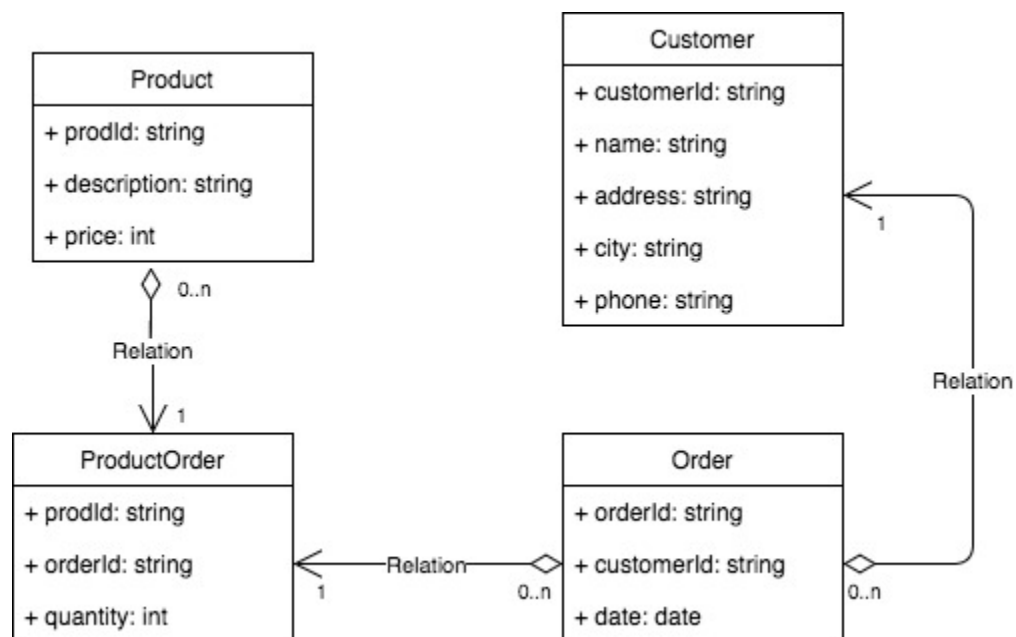 Product
+ prodId: string
+ description: string
+ price: int
0..n
Relation
1
Customer
+ customerId: string
+ name: string
+ address: string
+ city: string
+ phone: string
1
Relation
ProductOrder
+ prodId: string
+ orderId: string
+ quantity: int
1
Relation
0..n
Order
+ orderId: string
+ customerId: string
+ date: date
0..n